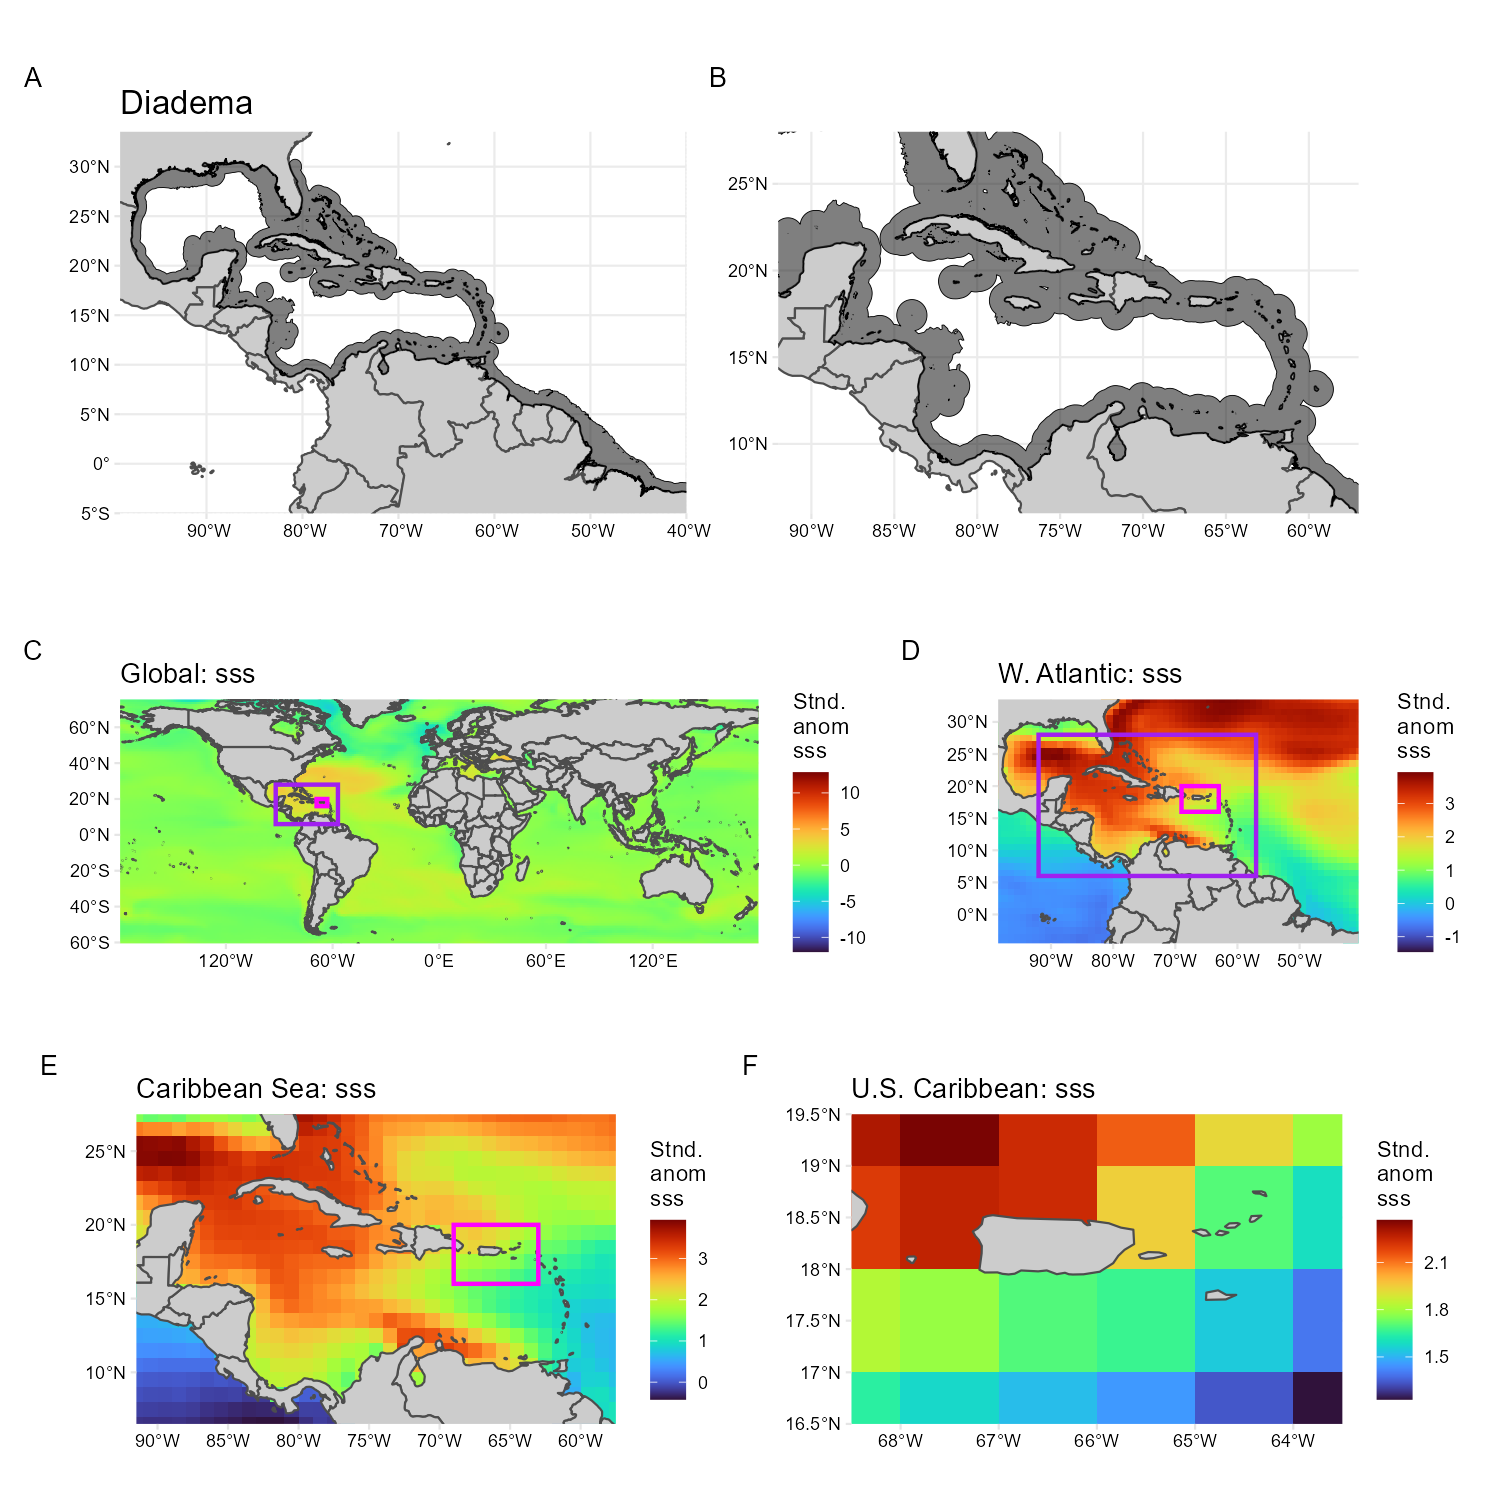 A
B
Diadema
30°N
25°N
20°N
15°N
10°N
5°N
0°
5°S
90°W
80°W
70°W
60°W
50°W
40°W
25°N
20°N
15°N
10°N
90°W
85°W
80°W
75°W
70°W
65°W
60°W
C
Global: sss
60°N
40°N
20°N
0°N
20°S
40°S
60°S
120°W
60°W
0°E
60°E
120°E
Stnd.
anom
sss
10
5
0
-5
-10
D
W. Atlantic: sss
30°N
25°N
20°N
15°N
10°N
5°N
0°N
90°W
80°W
70°W
60°W
50°W
Stnd.
anom
sss
3
2
1
0
-1
E
Caribbean Sea: sss
25°N
20°N
15°N
10°N
90°W
85°W
80°W
75°W
70°W
65°W
60°W
Stnd.
anom
sss
3
2
1
0
F
U.S. Caribbean: sss
19.5°N
19°N
18.5°N
18°N
17.5°N
17°N
16.5°N
68°W
67°W
66°W
65°W
64°W
Stnd.
anom
sss
2.1
1.8
1.5